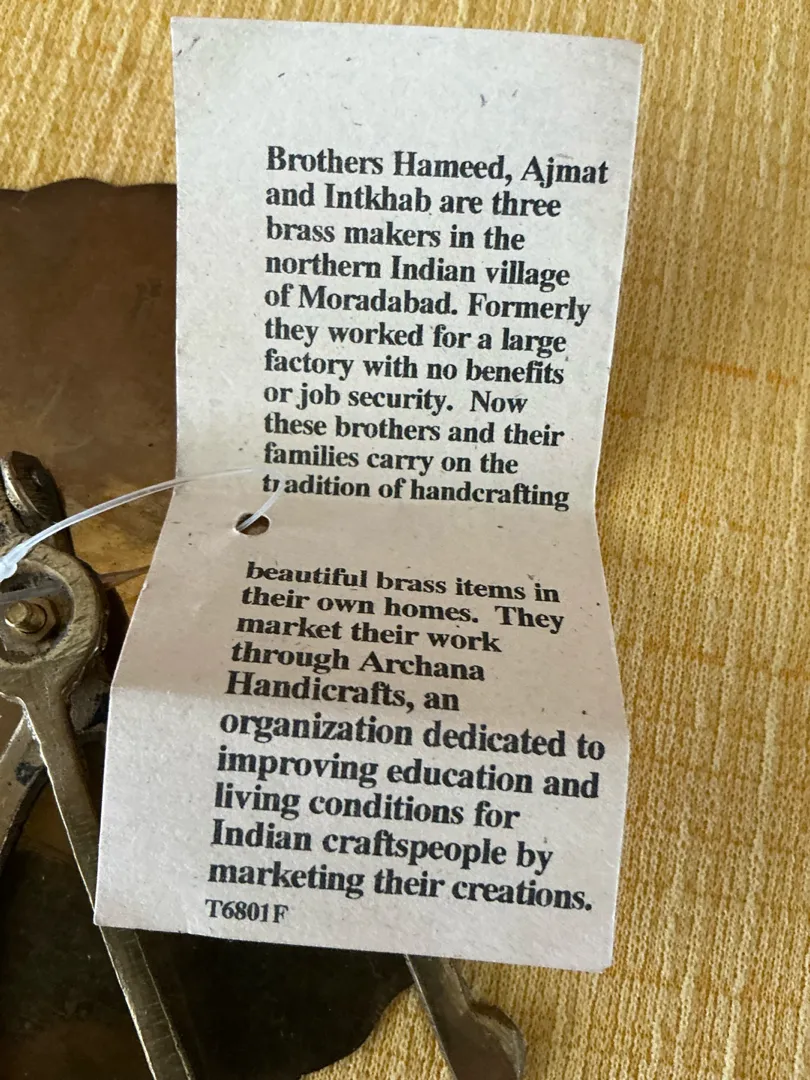 Brothers Hameed, Ajmat
and Intkhab are three
brass makers in the
northern Indian village
of Moradabad. Formerly
they worked for a large
factory with no benefits
or job security. Now
these brothers and their
families carry on the
tradition of handcrafting
beautiful brass items in
their own homes. They
market their work
through Archana
Handicrafts, an
organization dedicated to
improving education and
living conditions for
Indian craftspeople by
marketing their creations.
T6801F